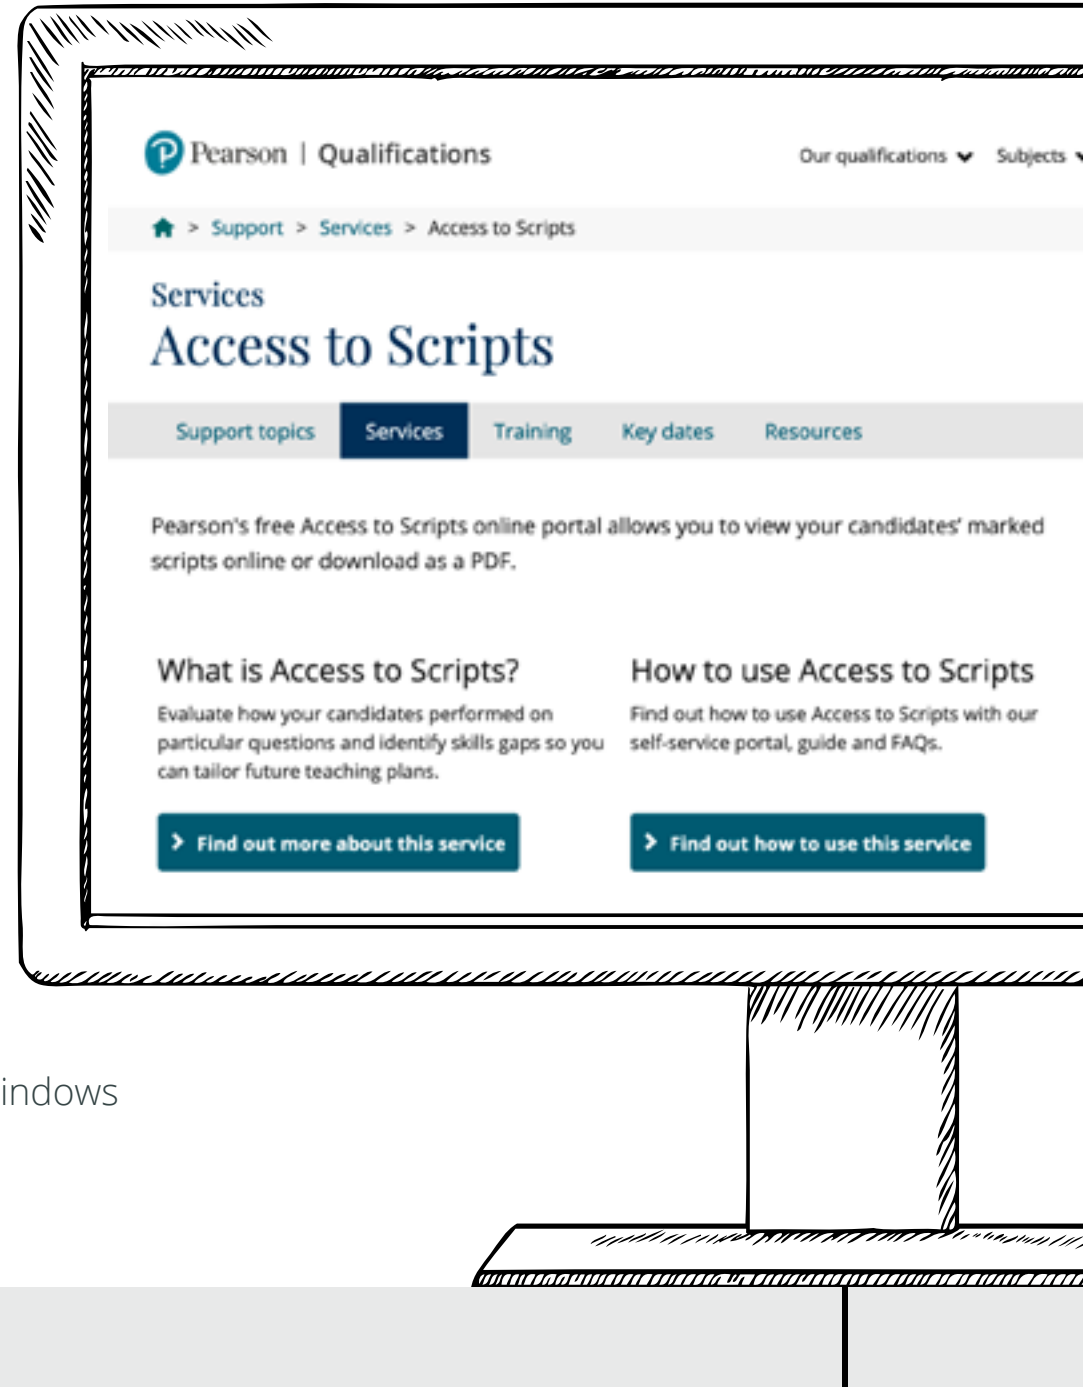 Pearson | Qualifications
Our qualifications Subjects
> Support > Services > Access to Scripts
Services
Access to Scripts
Support topics Services Training Key dates Resources
Pearson's free Access to Scripts online portal allows you to view your candidates' marked
scripts online or download as a PDF.
What is Access to Scripts?
Evaluate how your candidates performed on
particular questions and identify skills gaps so you
can tailor future teaching plans.
> Find out more about this service
How to use Access to Scripts
Find out how to use Access to Scripts with our
self-service portal, guide and FAQs.
> Find out how to use this service
indows